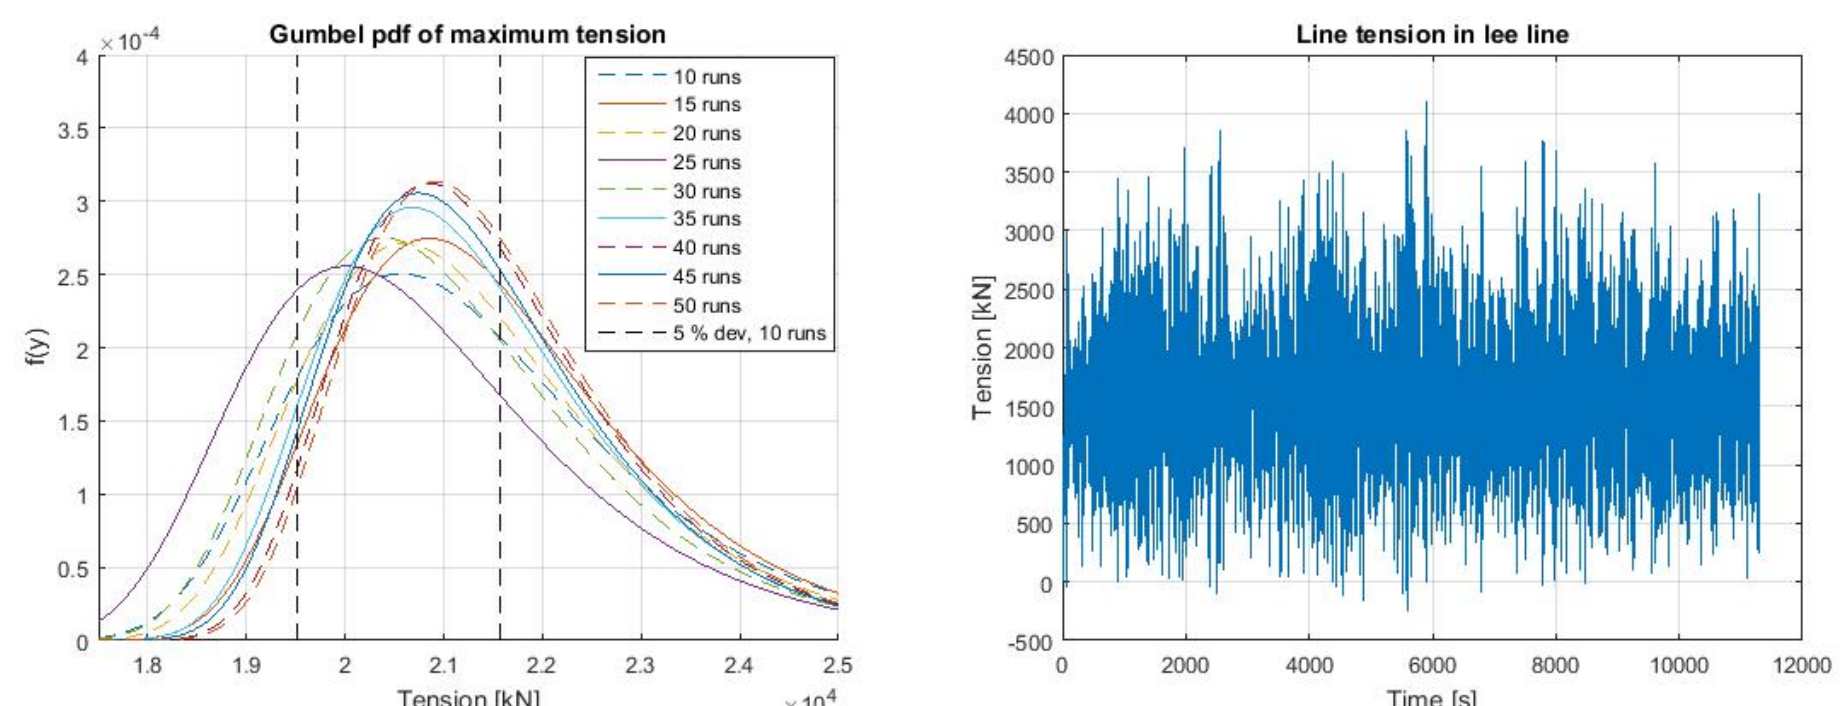 Gumbel pdf of maximum tension
×10⁻⁴
4
3.5
3
2.5
2
1.5
1
0.5
0
f(y)
10 runs
15 runs
20 runs
25 runs
30 runs
35 runs
40 runs
45 runs
50 runs
5 % dev, 10 runs
1.8 1.9 2 2.1 2.2 2.3 2.4 2.5
Tension [kN]
×10⁴
Line tension in lee line
4500
4000
3500
3000
2500
2000
1500
1000
500
0
-500
Tension [kN]
0 2000 4000 6000 8000 10000 12000
Time [s]